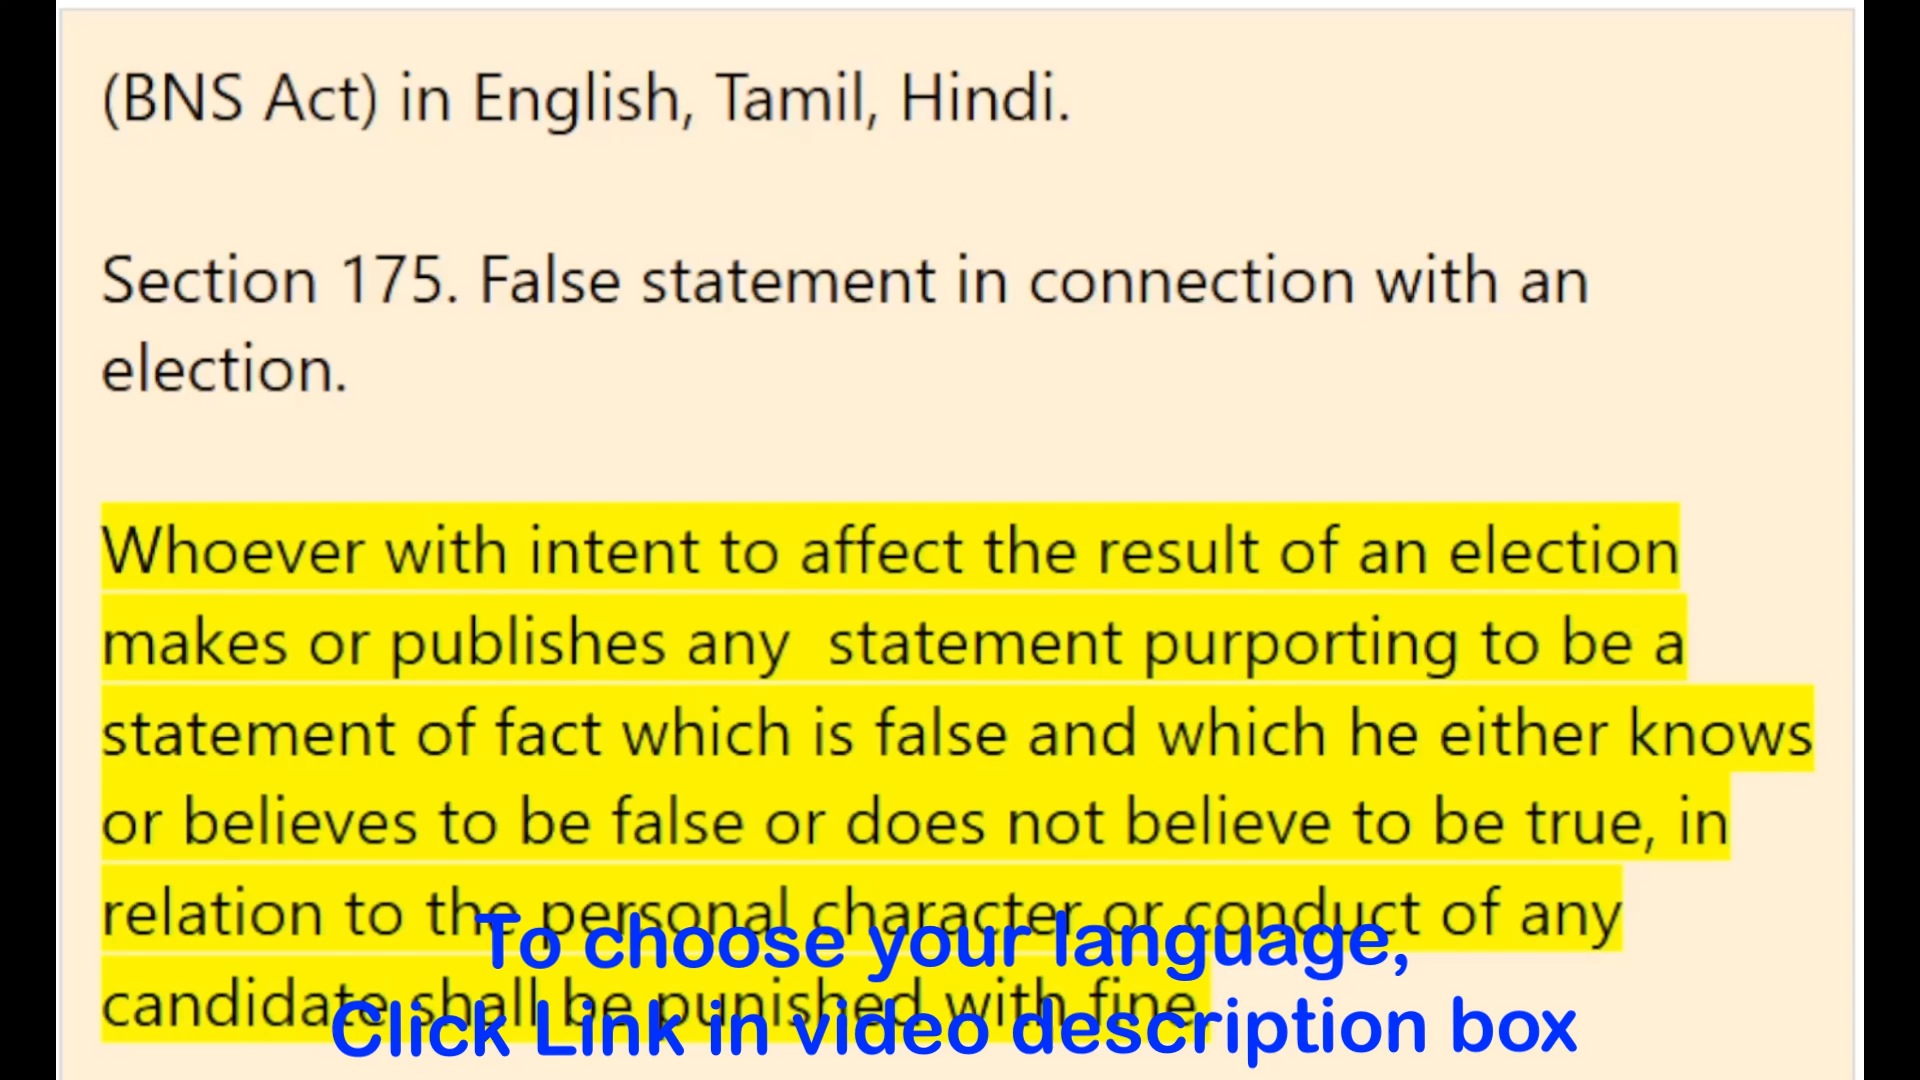 (BNS Act) in English, Tamil, Hindi.
Section 175. False statement in connection with an
election.
Whoever with intent to affect the result of an election
makes or publishes any statement purporting to be a
statement of fact which is false and which he either knows
or believes to be false or does not believe to be true, in
relation to the personal character or conduct of any
candidate shall be punished with fine
To choose your language,
Click Link in video description box